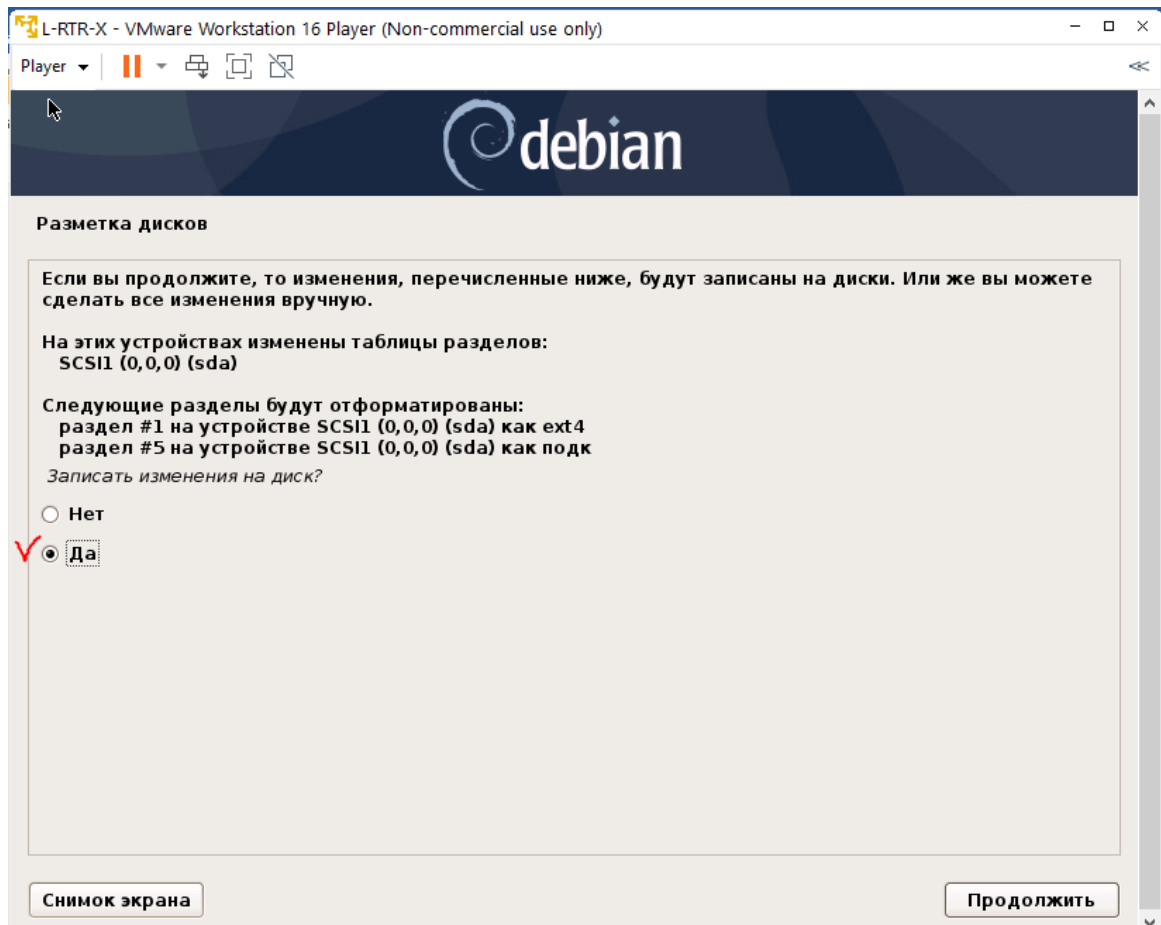 L-RTR-X - VMware Workstation 16 Player (Non-commercial use only)
Player
debian
Разметка дисков
Если вы продолжите, то изменения, перечисленные ниже, будут записаны на диски. Или же вы можете
сделать все изменения вручную.
На этих устройствах изменены таблицы разделов:
SCSI1 (0,0,0) (sda)
Следующие разделы будут отформатированы:
раздел #1 на устройстве SCSI1 (0,0,0) (sda) как ext4
раздел #5 на устройстве SCSI1 (0,0,0) (sda) как подк
Записать изменения на диск?
Нет
Да
Снимок экрана
Продолжить